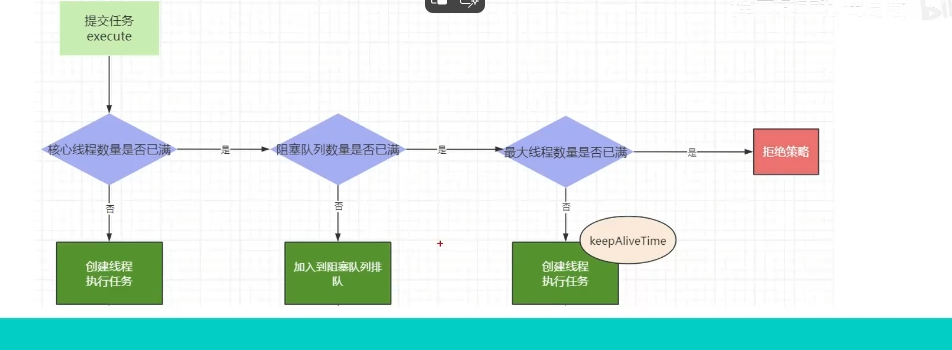 提交任务
execute
核心线程数量是否已满
是
阻塞队列数量是否已满
是
最大线程数量是否已满
是
拒绝策略
否
否
否
keepAliveTime
创建线程
执行任务
加入到阻塞队列排
队
创建线程
执行任务